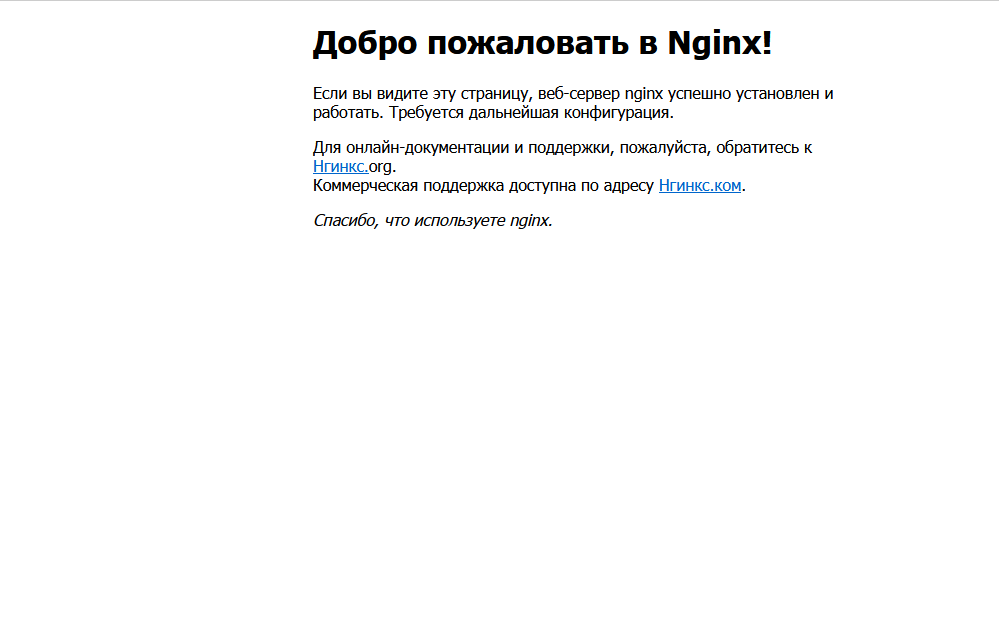 Добро пожаловать в Nginx!
Если вы видите эту страницу, веб-сервер nginx успешно установлен и
работать. Требуется дальнейшая конфигурация.
Для онлайн-документации и поддержки, пожалуйста, обратитесь к
Нгинкс.org.
Коммерческая поддержка доступна по адресу Нгинкс.ком.
Спасибо, что используете nginx.